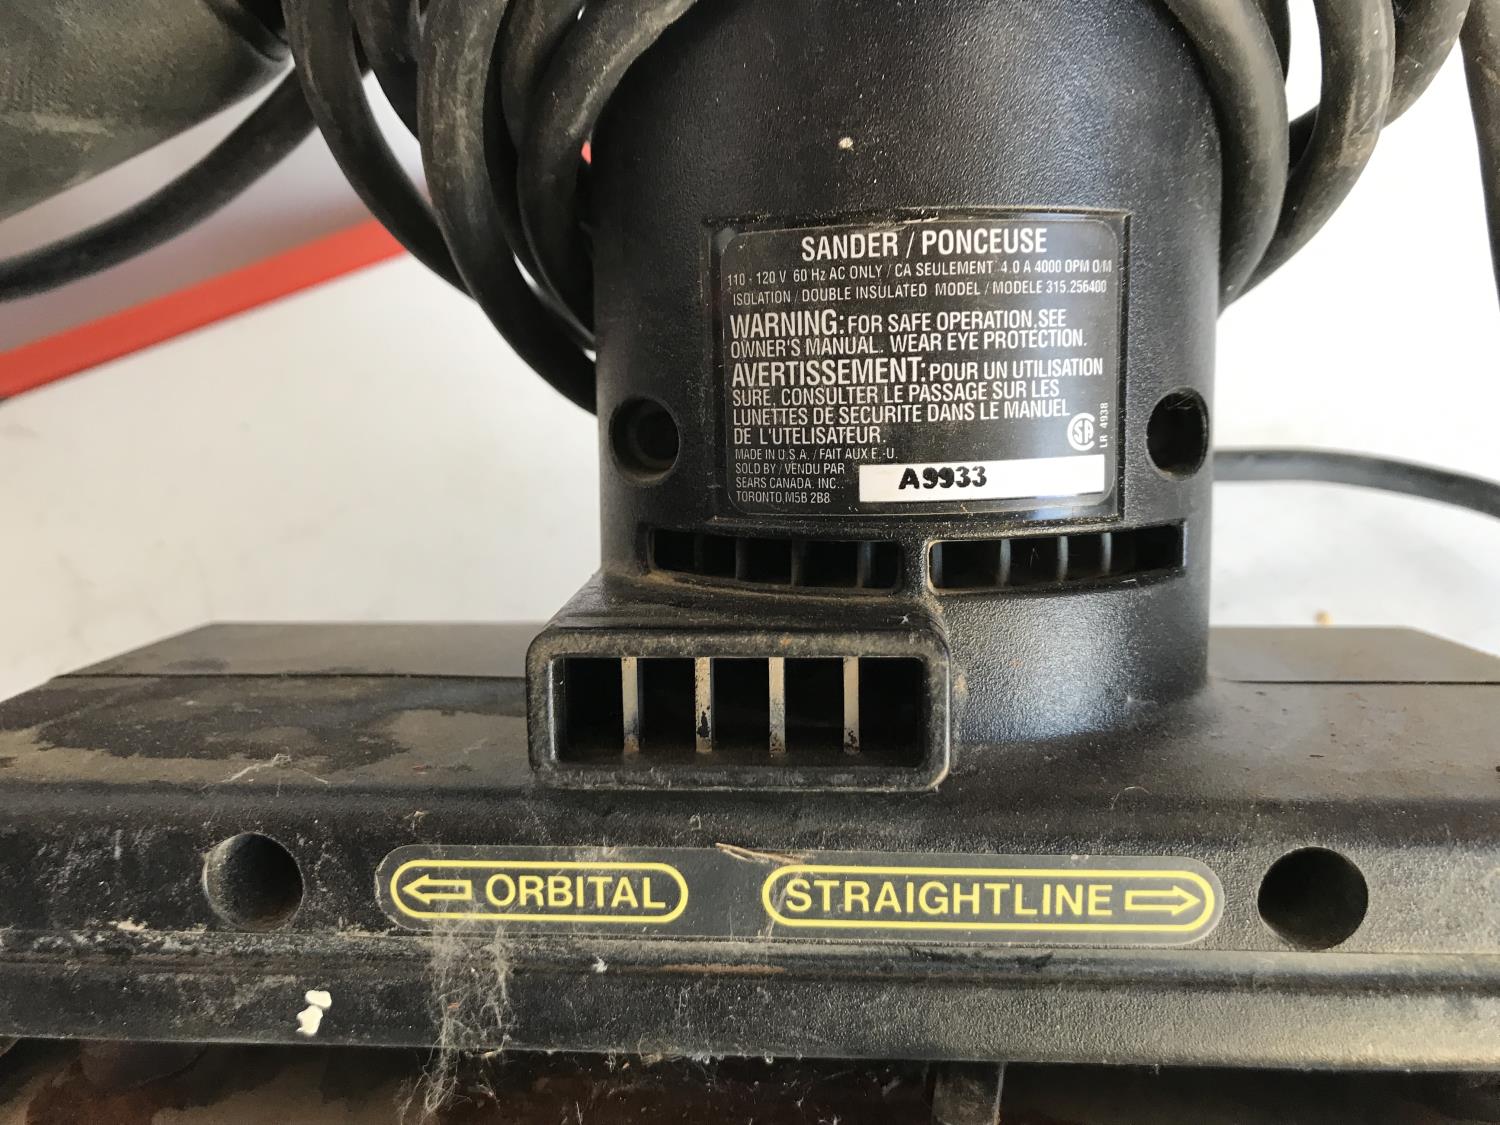 SANDER / PONCEUSE
110 - 120 V 60 Hz AC ONLY / CA SEULEMENT 4.0 A 4000 OPM O/M
ISOLATION / DOUBLE INSULATED MODEL / MODELE 315.256400
WARNING: FOR SAFE OPERATION, SEE
OWNER'S MANUAL. WEAR EYE PROTECTION.
AVERTISSEMENT: POUR UN UTILISATION
SURE, CONSULTER LE PASSAGE SUR LES
LUNETTES DE SECURITE DANS LE MANUEL
DE L'UTELISATEUR.
SA
LR 4938
MADE IN U.S.A. / FAIT AUX E.-U.
SOLD BY / VENDU PAR
SEARS CANADA, INC.
TORONTO, M5B 2B8
A9933
ORBITAL
STRAIGHTLINE